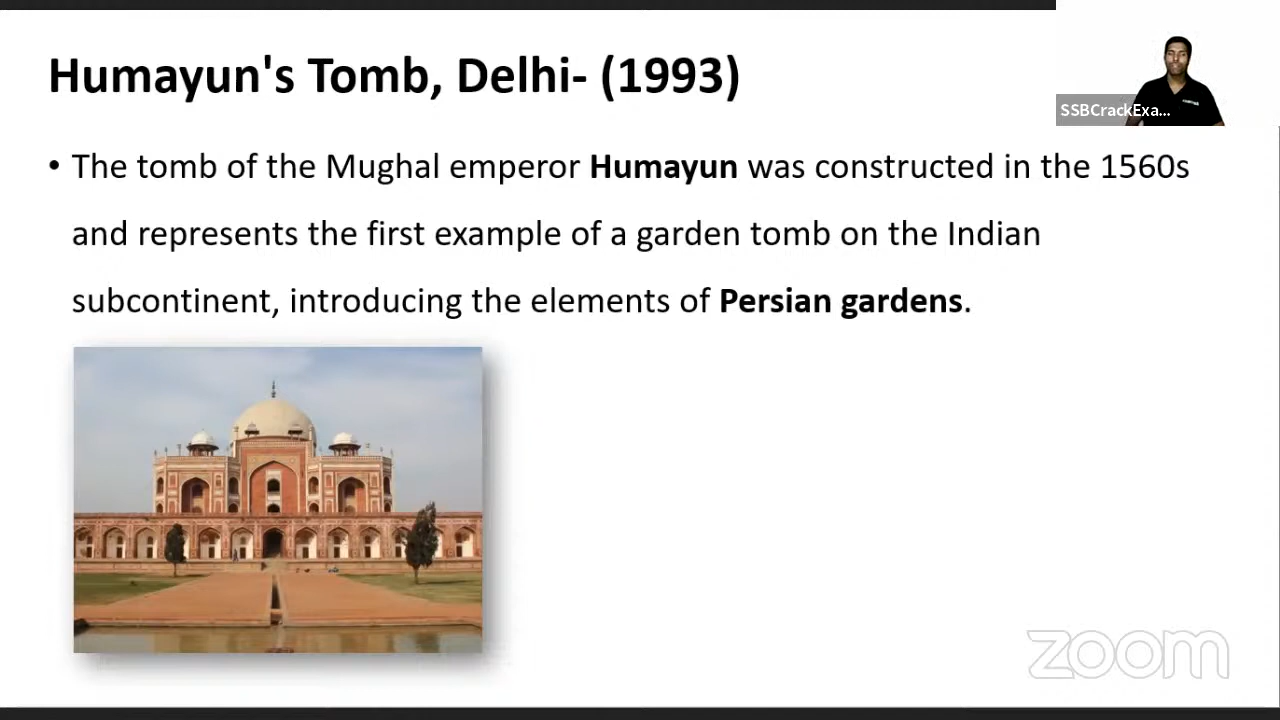 Humayun's Tomb, Delhi- (1993)
SSBCrackExa...
• The tomb of the Mughal emperor Humayun was constructed in the 1560s
and represents the first example of a garden tomb on the Indian
subcontinent, introducing the elements of Persian gardens.
zoom